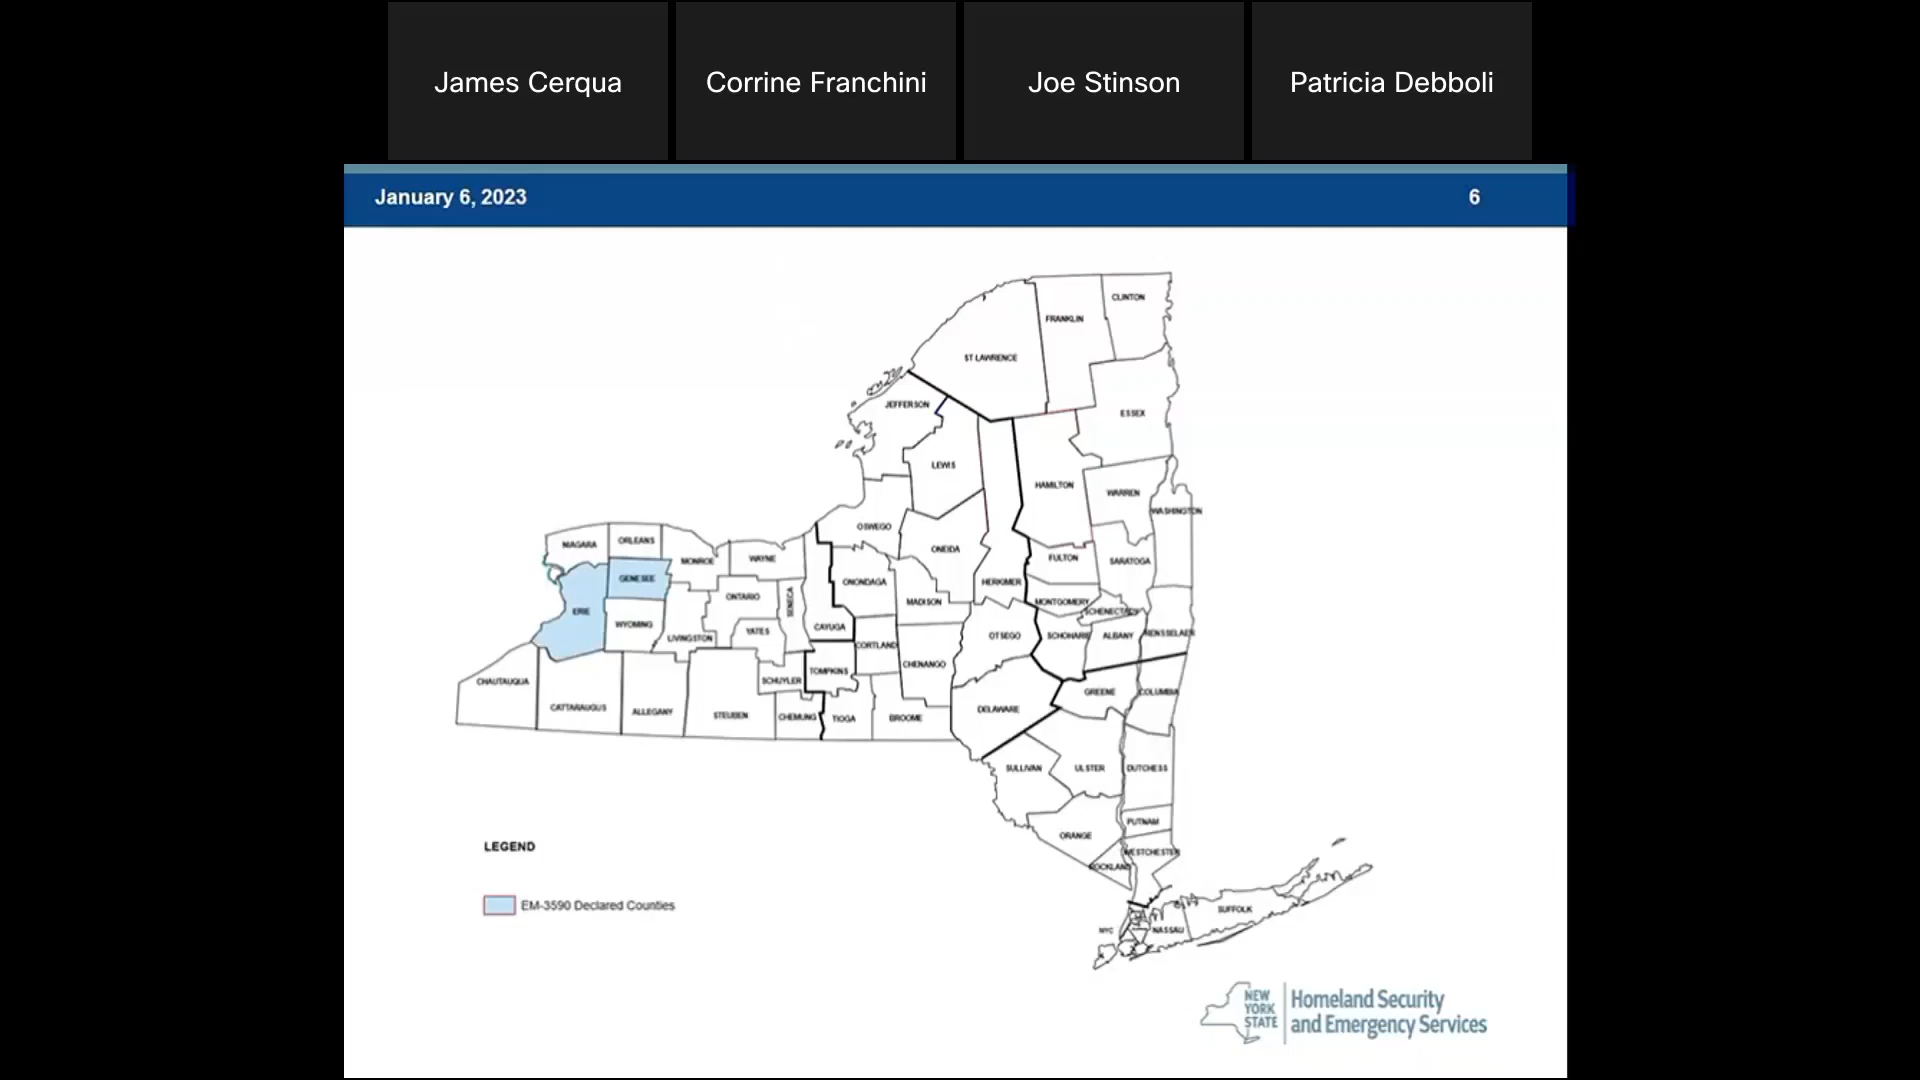 James Cerqua
Corrine Franchini
Joe Stinson
Patricia Debboli
January 6, 2023
6
CLINTON
FRANKLIN
ST LAWRENCE
JEFFERSON
ESSEX
LEWIS
HAMILTON
WARREN
WASHINGTON
OSWEGO
NIAGARA
ORLEANS
ONEIDA
MONROE
WAYNE
FULTON
SARATOGA
GENESEE
ONONDAGA
HERKIMER
ONTARIO
SENECA
MADISON
MONTGOMERY
ERIE
SCHENECTADY
WYOMING
CAYUGA
YATES
LIVINGSTON
OTSEGO
SCHOHARIE
ALBANY
RENSSELAER
CORTLAND
CHENANGO
TOMPKINS
CHAUTAUQUA
SCHUYLER
GREENE
COLUMBIA
CATTARAUGUS
ALLEGANY
STEUBEN
CHEMUNG
TIOGA
BROOME
DELAWARE
SULLIVAN
ULSTER
DUTCHESS
PUTNAM
ORANGE
WESTCHESTER
ROCKLAND
SUFFOLK
NYC
NASSAU
LEGEND
EM-3590 Declared Counties
NEW
YORK
STATE
Homeland Security
and Emergency Services